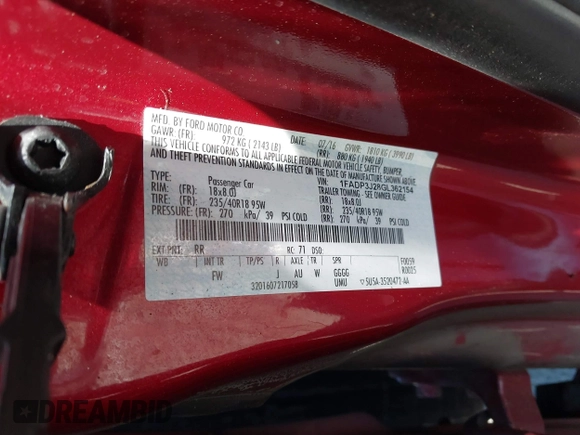 MFD. BY FORD MOTOR CO.
DATE: 07/16 GVWR: 1810 KG ( 3990 LB)
GAWR: (FR): 972 KG ( 2143 LB) (RR): 880 KG ( 1940 LB)
THIS VEHICLE CONFORMS TO ALL APPLICABLE FEDERAL MOTOR VEHICLE SAFETY, BUMPER,
AND THEFT PREVENTION STANDARDS IN EFFECT ON THE DATE OF MANUFACTURE SHOWN ABOVE.
1FADP3J2RGL362154
TYPE: Passenger Car TRAILER TOWING - SEE OWNER GUIDE
RIM: (FR): 18x8.0J (RR): 18x8.0J
TIRE: (FR): 235/40R18 95W (RR): 235/40R18 95W
PRESSURE: (FR): 270 kPa/ 39 PSI COLD (RR): 270 kPa/ 39 PSI COLD
EXT PNT: RR RC: 71 DSO:
WB INT TR TP/PS R AXLE TR SPR F0059
FW J AU W GGGG R0805
3201607217058 UMU 5U5A-3520472-AA
DREAMBID